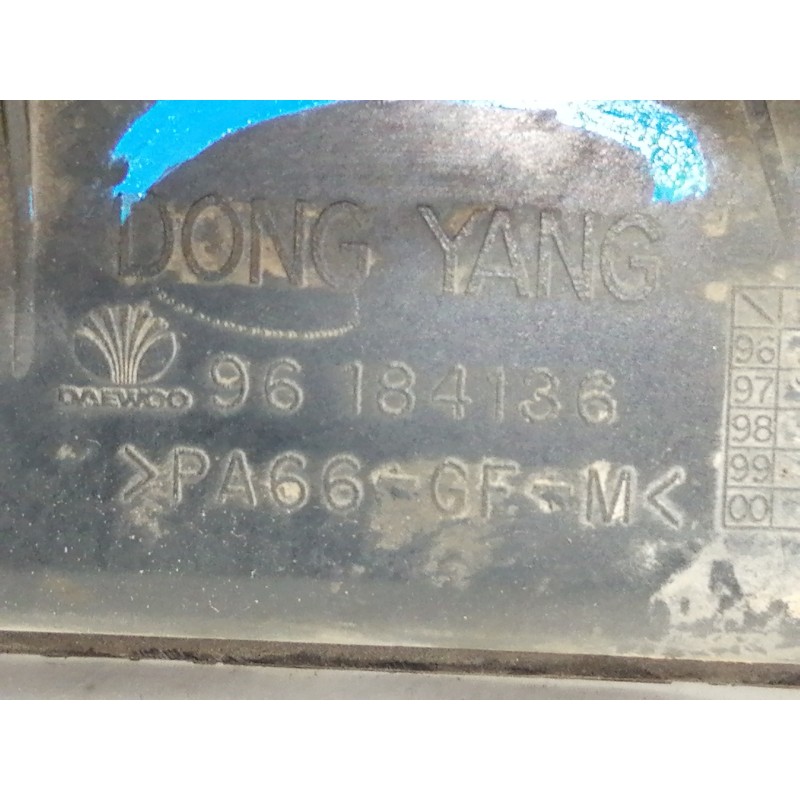 DONG YANG
DAEWOO 96 184136
>PA66-GF-M<
96
97
98
99
00